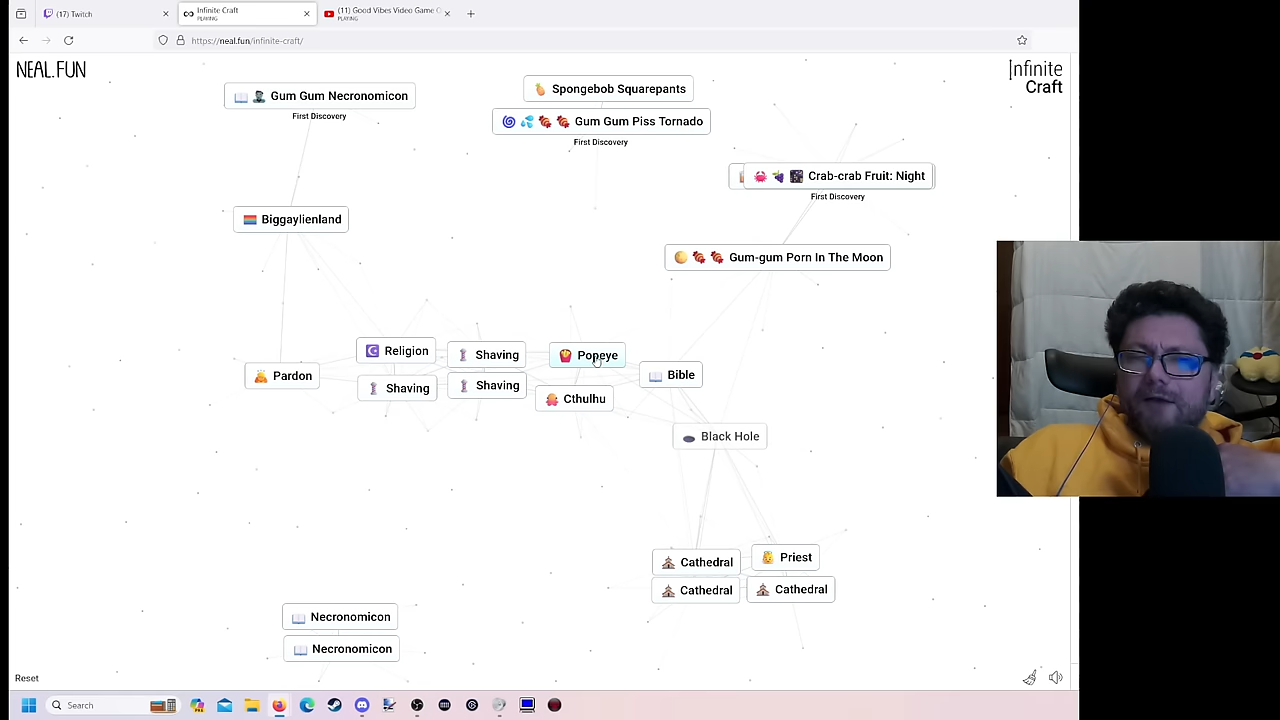 (17) Twitch
Infinite Craft
PLAYING
(11) Good Vibes Video Game
PLAYING
https://neal.fun/infinite-craft/
NEAL.FUN
Infinite
Craft
Gum Gum Necronomicon
First Discovery
Spongebob Squarepants
Gum Gum Piss Tornado
First Discovery
Crab-crab Fruit: Night
First Discovery
Biggaylienland
Gum-gum Porn In The Moon
Religion
Shaving
Popeye
Pardon
Shaving
Shaving
Bible
Cthulhu
Black Hole
Cathedral
Priest
Cathedral
Cathedral
Necronomicon
Necronomicon
Reset
Search